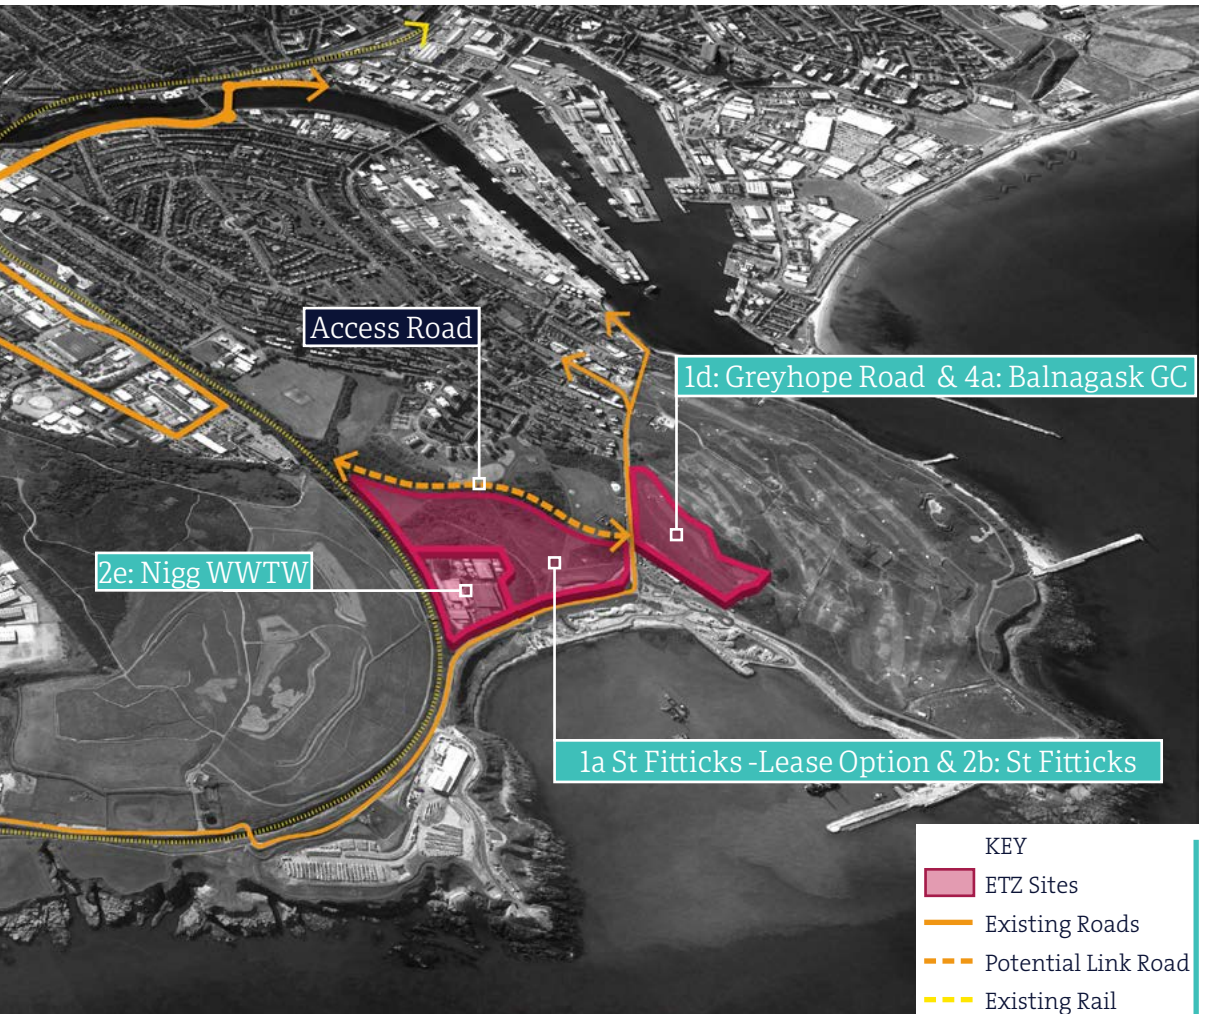 Access Road
1d: Greyhope Road & 4a: Balnagask GC
2e: Nigg WWTW
1a St Fitticks -Lease Option & 2b: St Fitticks
KEY
ETZ Sites
Existing Roads
Potential Link Road
Existing Rail